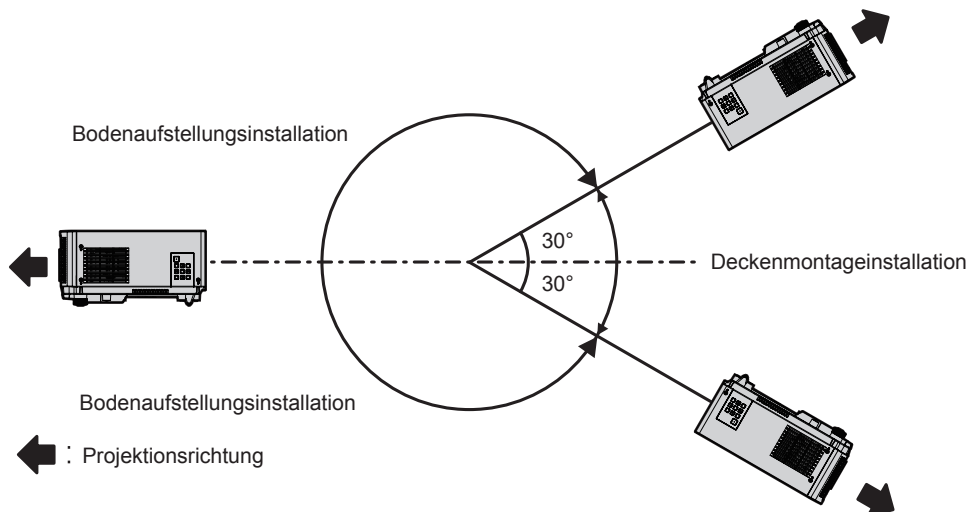 Bodenaufstellungsinstallation
30°
Deckenmontageinstallation
30°
Bodenaufstellungsinstallation
: Projektionsrichtung